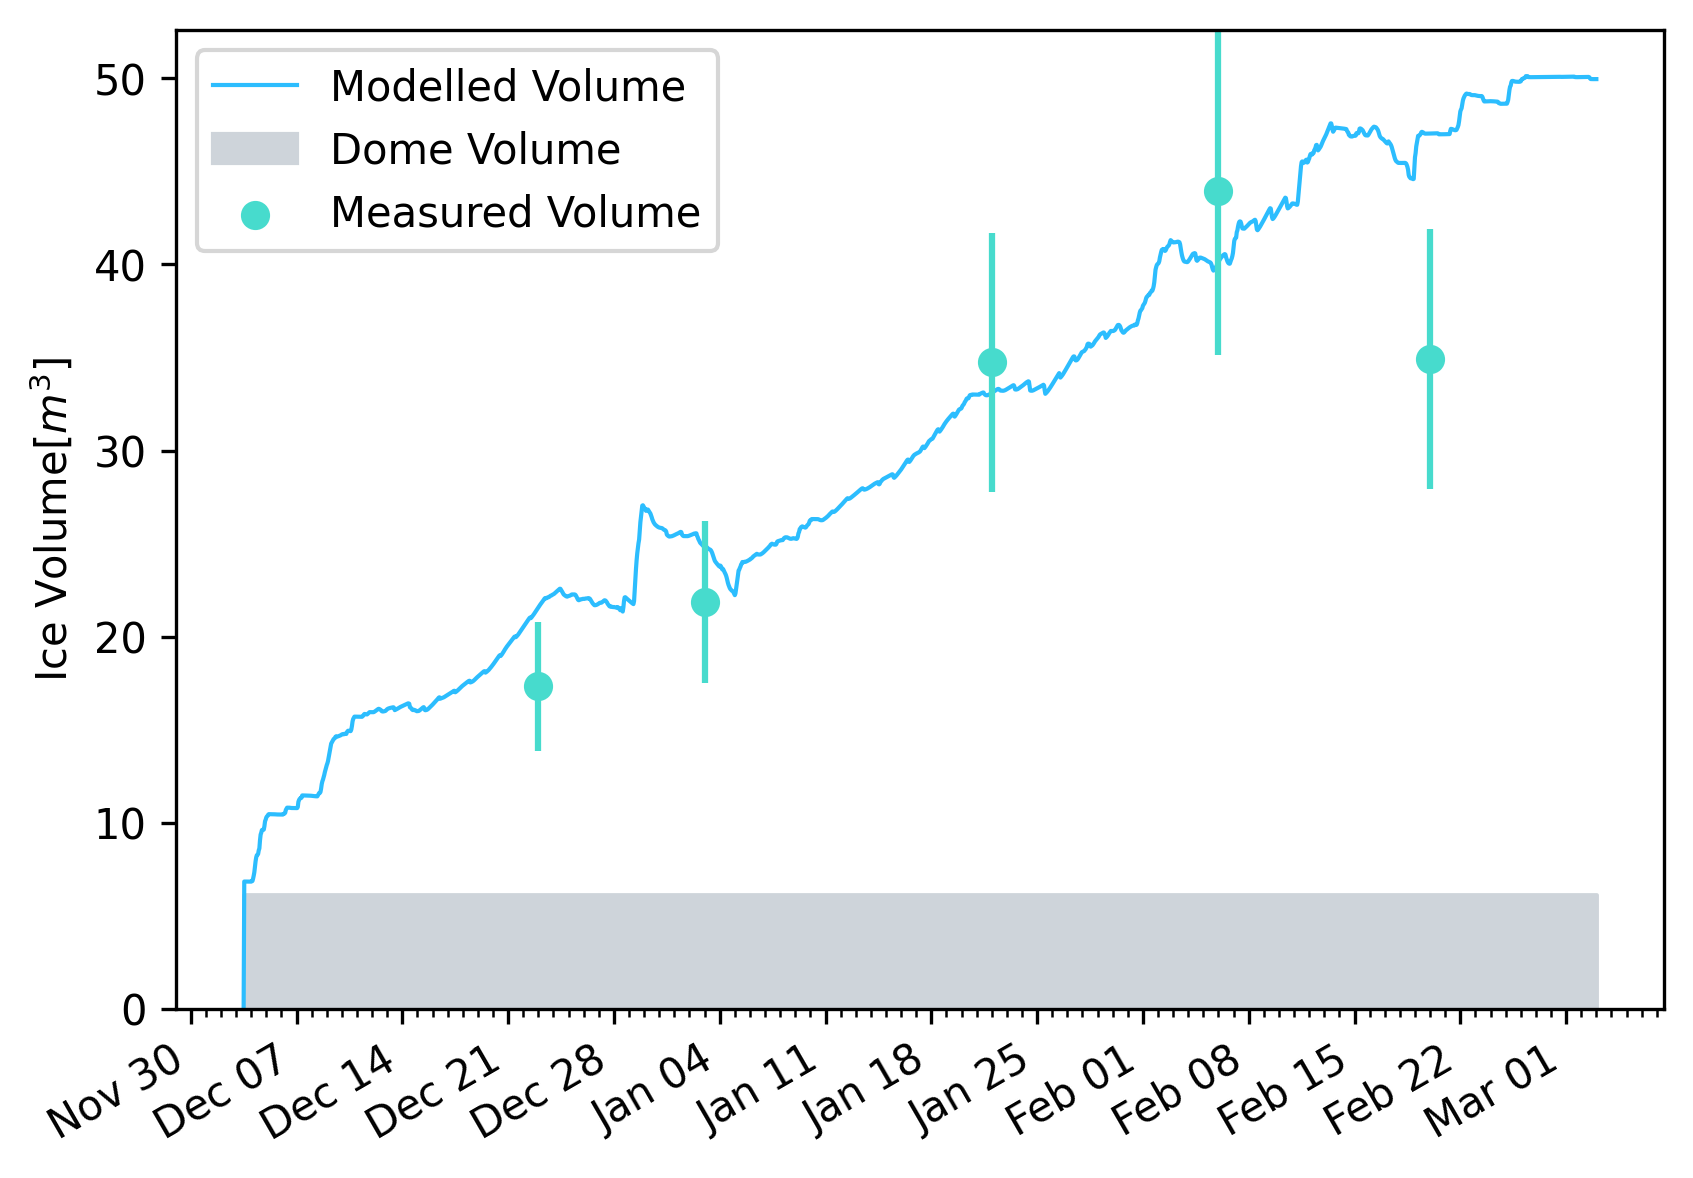 50
40
30
20
10
0
Ice Volume[m³]
Modelled Volume
Dome Volume
Measured Volume
Nov 30
Dec 07
Dec 14
Dec 21
Dec 28
Jan 04
Jan 11
Jan 18
Jan 25
Feb 01
Feb 08
Feb 15
Feb 22
Mar 01